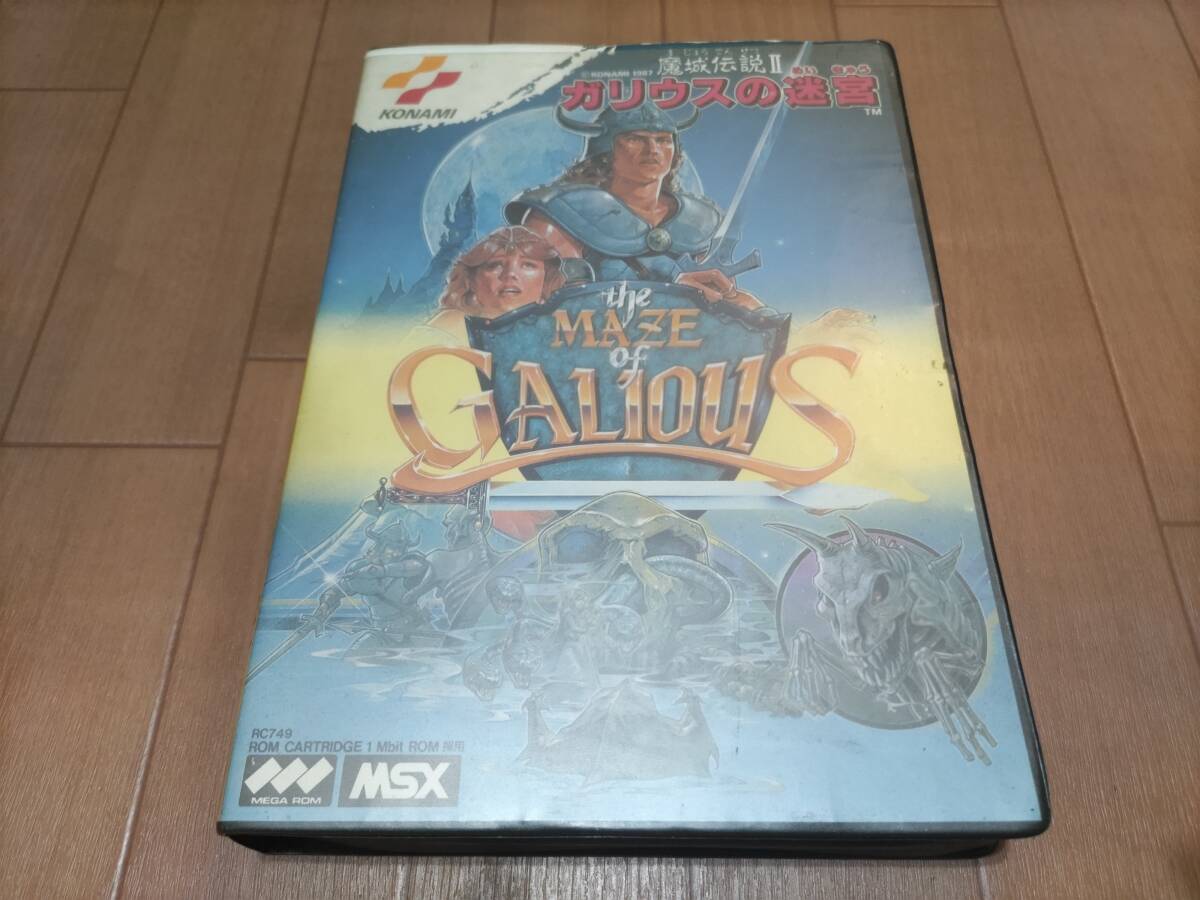 KONAMI
ま じょう でん せつ
魔城伝説II
© KONAMI 1987
めい きゅう
ガリウスの迷宮
TM
the
MAZE
of
GALIOUS
RC749
ROM CARTRIDGE 1 Mbit ROM 採用
MEGA ROM
MSX